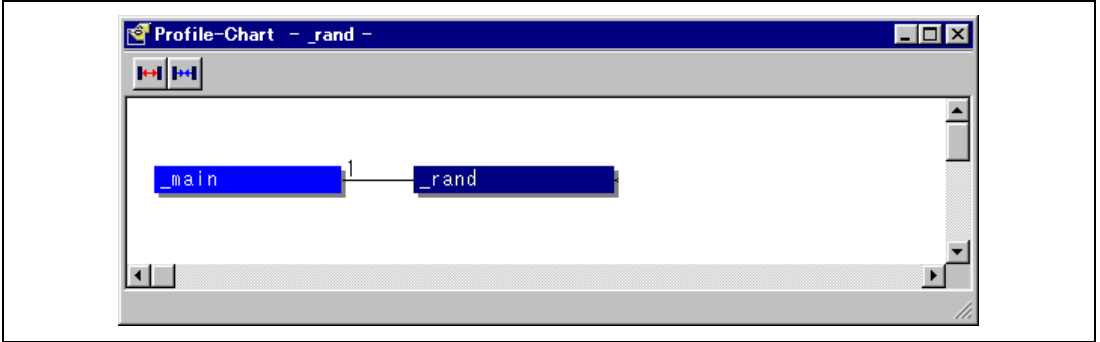 Profile-Chart - _rand -
1
_main
_rand